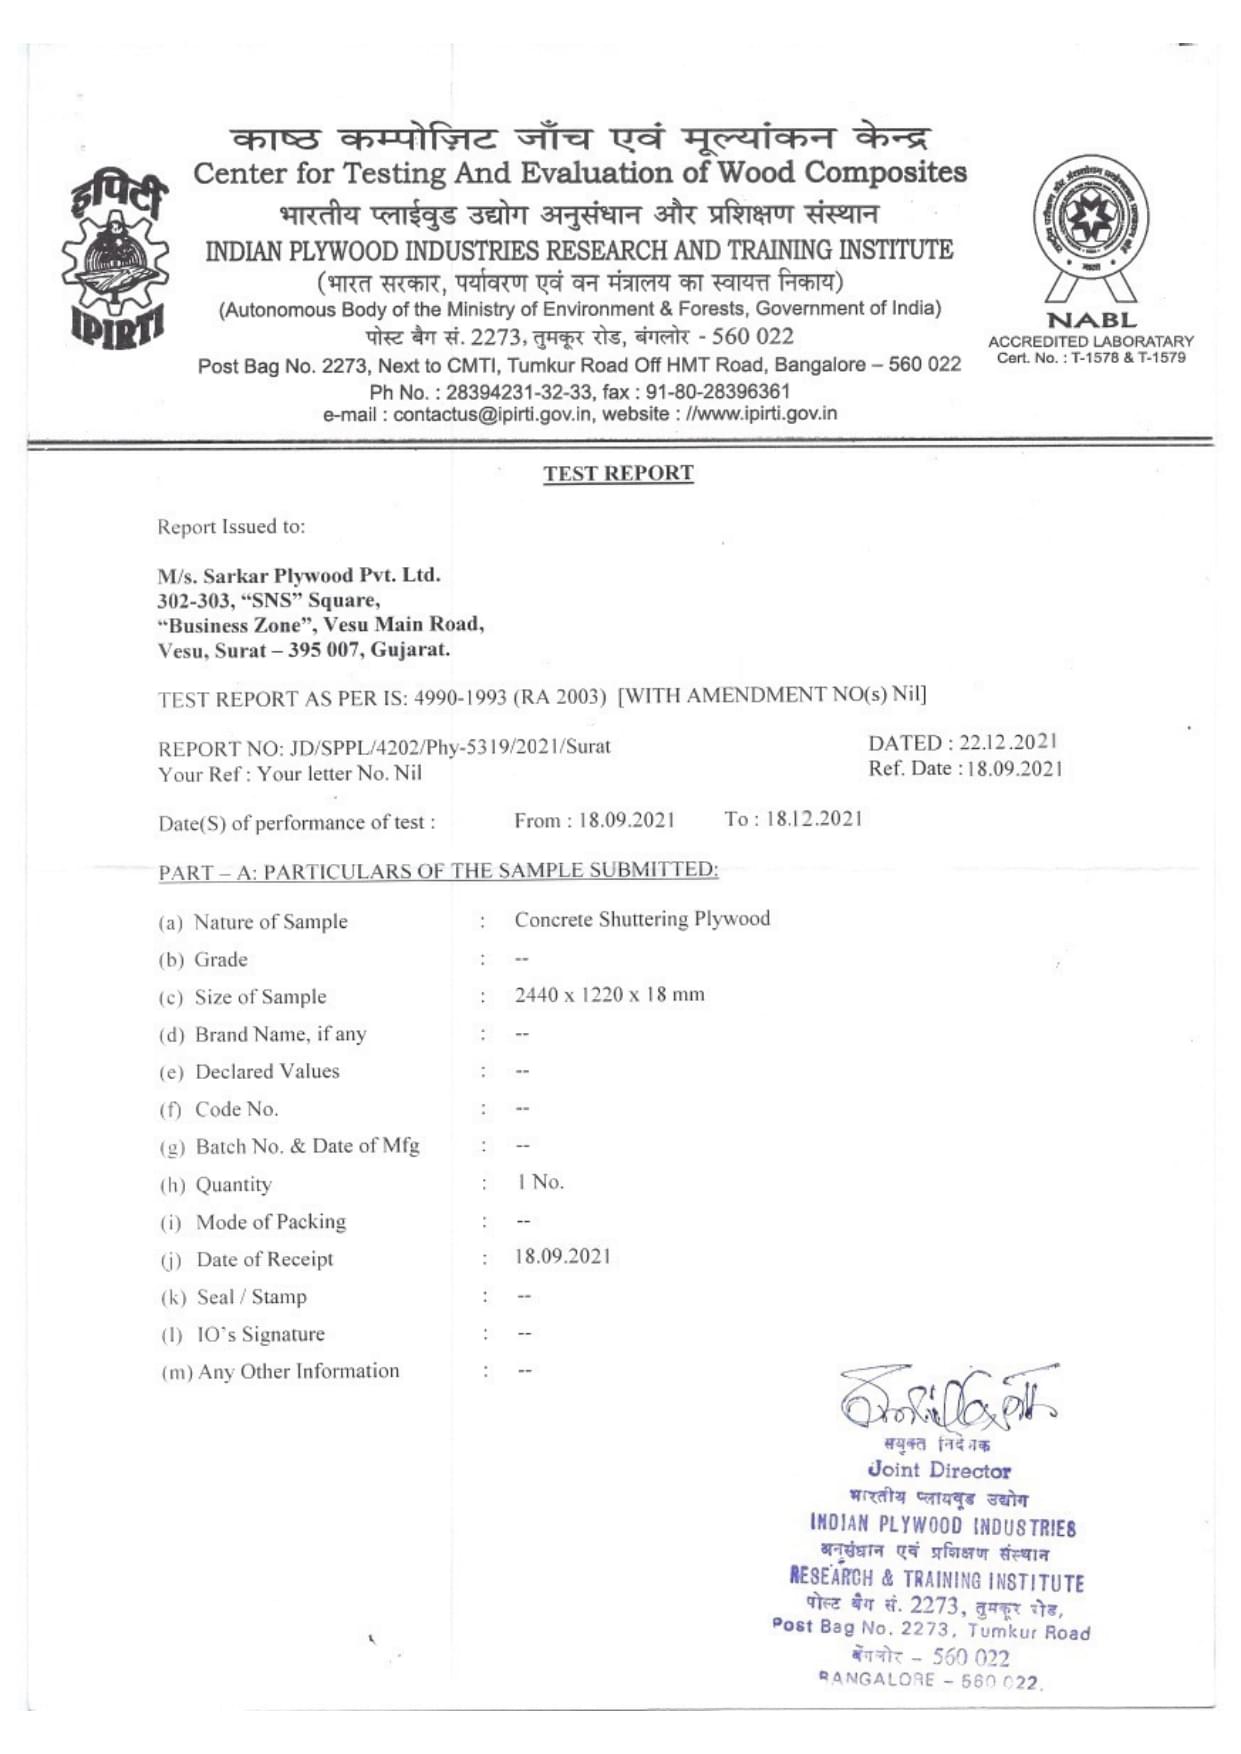 काष्ठ कम्पोज़िट जाँच एवं मूल्यांकन केन्द्र
Center for Testing And Evaluation of Wood Composites
भारतीय प्लाईवुड उद्योग अनुसंधान और प्रशिक्षण संस्थान
INDIAN PLYWOOD INDUSTRIES RESEARCH AND TRAINING INSTITUTE
(भारत सरकार, पर्यावरण एवं वन मंत्रालय का स्वायत्त निकाय)
(Autonomous Body of the Ministry of Environment & Forests, Government of India)
पोस्ट बैग सं. 2273, तुमकूर रोड, बंगलोर - 560 022
Post Bag No. 2273, Next to CMTI, Tumkur Road Off HMT Road, Bangalore – 560 022
Ph No. : 28394231-32-33, fax : 91-80-28396361
e-mail : contactus@ipirti.gov.in, website : //www.ipirti.gov.in
इपिर्टी
IPIRTI
NABL
ACCREDITED LABORATARY
Cert. No. : T-1578 & T-1579
TEST REPORT
Report Issued to:
M/s. Sarkar Plywood Pvt. Ltd.
302-303, “SNS” Square,
“Business Zone”, Vesu Main Road,
Vesu, Surat – 395 007, Gujarat.
TEST REPORT AS PER IS: 4990-1993 (RA 2003) [WITH AMENDMENT NO(s) Nil]
REPORT NO: JD/SPPL/4202/Phy-5319/2021/Surat DATED : 22.12.2021
Your Ref : Your letter No. Nil Ref. Date : 18.09.2021
Date(S) of performance of test : From : 18.09.2021 To : 18.12.2021
PART – A: PARTICULARS OF THE SAMPLE SUBMITTED:
(a) Nature of Sample : Concrete Shuttering Plywood
(b) Grade : --
(c) Size of Sample : 2440 x 1220 x 18 mm
(d) Brand Name, if any : --
(e) Declared Values : --
(f) Code No. : --
(g) Batch No. & Date of Mfg : --
(h) Quantity : 1 No.
(i) Mode of Packing : --
(j) Date of Receipt : 18.09.2021
(k) Seal / Stamp : --
(l) IO’s Signature : --
(m) Any Other Information : --
संयुक्त निदेशक
Joint Director
भारतीय प्लायवूड उद्योग
INDIAN PLYWOOD INDUSTRIES
अनुसंधान एवं प्रशिक्षण संस्थान
RESEARCH & TRAINING INSTITUTE
पोस्ट बैग सं. 2273, तुमकूर रोड,
Post Bag No. 2273, Tumkur Road
बेंगलोर – 560 022
BANGALORE – 560 022.